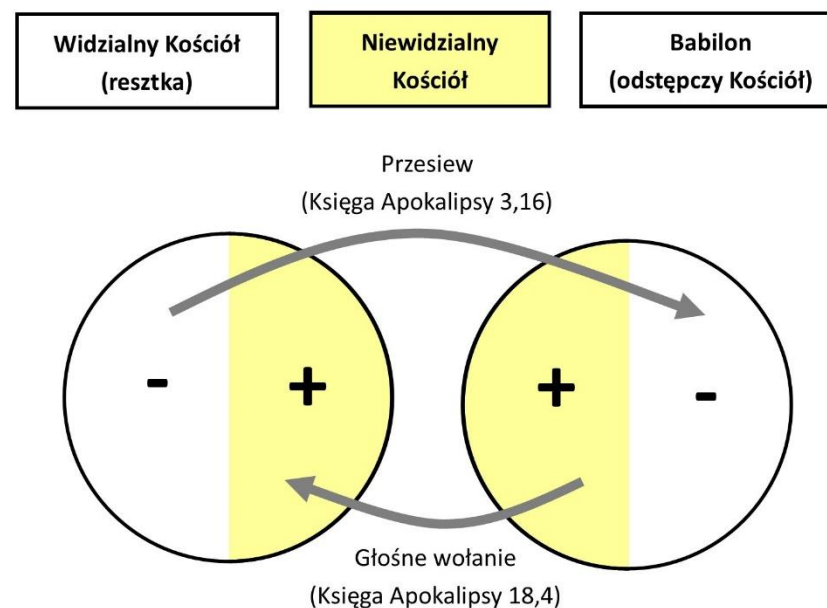 Widzialny Kościół
(resztka)
Niewidzialny
Kościół
Babilon
(odstępczy Kościół)
Przesiew
(Księga Apokalipsy 3,16)
- + + -
Głośne wołanie
(Księga Apokalipsy 18,4)